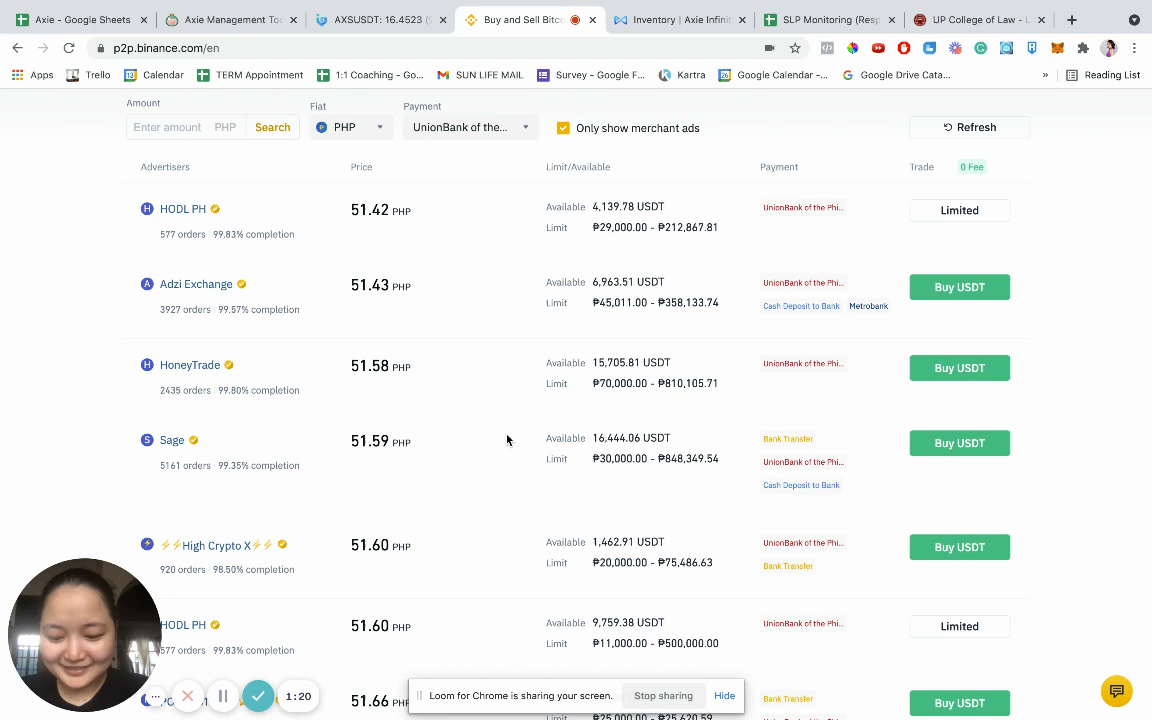 Axie - Google Sheets
Axie Management To
AXSUSDT: 16.4523 (
Buy and Sell Bitc
Inventory | Axie Infini
SLP Monitoring (Resp
UP College of Law - L
p2p.binance.com/en
Apps
Trello
Calendar
TERM Appointment
1:1 Coaching - Go...
SUN LIFE MAIL
Survey - Google F...
Kartra
Google Calendar -...
Google Drive Cata...
»
Reading List
Amount
Fiat
Payment
Enter amount PHP Search
PHP
UnionBank of the...
Only show merchant ads
Refresh
Advertisers Price Limit/Available Payment Trade 0 Fee
HODL PH 51.42 PHP Available 4,139.78 USDT UnionBank of the Phi... Limited
577 orders | 99.83% completion Limit ₱29,000.00 - ₱212,867.81
Adzi Exchange 51.43 PHP Available 6,963.51 USDT UnionBank of the Phi... Buy USDT
3927 orders | 99.57% completion Limit ₱45,011.00 - ₱358,133.74 Cash Deposit to Bank Metrobank
HoneyTrade 51.58 PHP Available 15,705.81 USDT UnionBank of the Phi... Buy USDT
2435 orders | 99.80% completion Limit ₱70,000.00 - ₱810,105.71
Sage 51.59 PHP Available 16,444.06 USDT Bank Transfer Buy USDT
5161 orders | 99.35% completion Limit ₱30,000.00 - ₱848,349.54 UnionBank of the Phi...
Cash Deposit to Bank
⚡⚡High Crypto X⚡⚡ 51.60 PHP Available 1,462.91 USDT UnionBank of the Phi... Buy USDT
920 orders | 98.50% completion Limit ₱20,000.00 - ₱75,486.63 Bank Transfer
HODL PH 51.60 PHP Available 9,759.38 USDT UnionBank of the Phi... Limited
577 orders | 99.83% completion Limit ₱11,000.00 - ₱500,000.00
51.66 PHP Bank Transfer Buy USDT
1:20
Loom for Chrome is sharing your screen. Stop sharing Hide